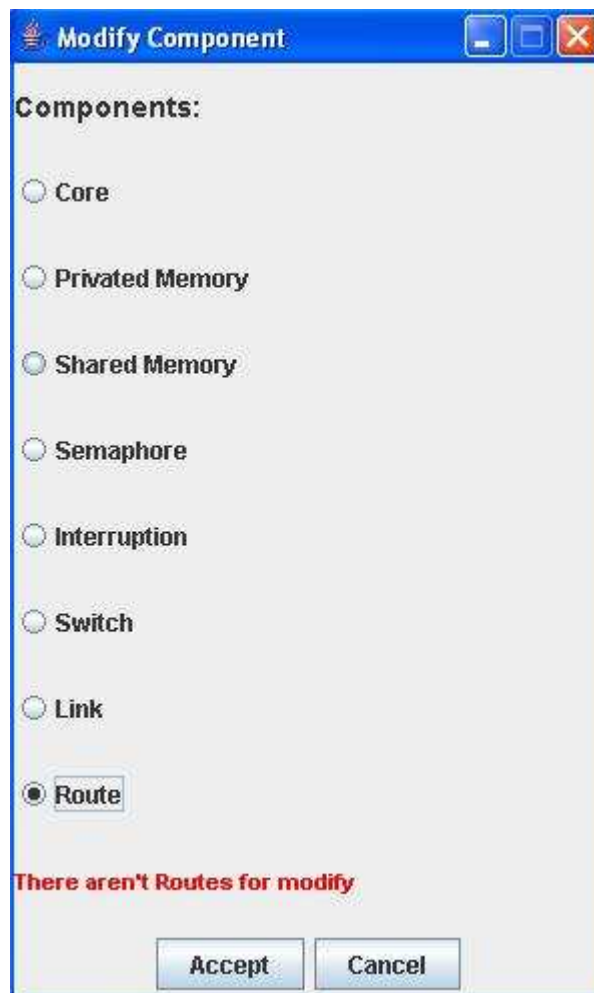 Modify Component
Components:
Core
Privated Memory
Shared Memory
Semaphore
Interruption
Switch
Link
Route
There aren't Routes for modify
Accept Cancel